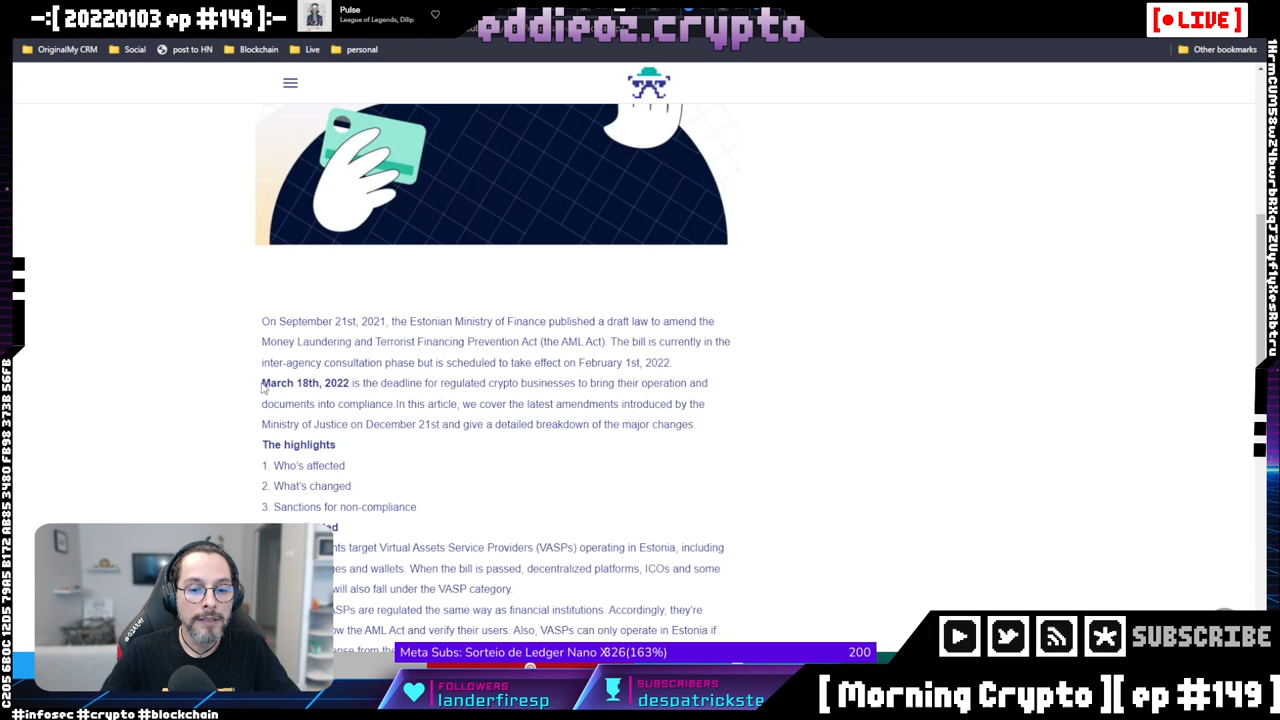 -:[ 20220103 ep #149 ]:-
Pulse
League of Legends, Dilip
eddieoz.crypto
[ LIVE ]
OriginalMy CRM
Social
post to HN
Blockchain
Live
personal
Other bookmarks
On September 21st, 2021, the Estonian Ministry of Finance published a draft law to amend the
Money Laundering and Terrorist Financing Prevention Act (the AML Act). The bill is currently in the
inter-agency consultation phase but is scheduled to take effect on February 1st, 2022.
March 18th, 2022 is the deadline for regulated crypto businesses to bring their operation and
documents into compliance.In this article, we cover the latest amendments introduced by the
Ministry of Justice on December 21st and give a detailed breakdown of the major changes.
The highlights
1. Who's affected
2. What's changed
3. Sanctions for non-compliance
target Virtual Assets Service Providers (VASPs) operating in Estonia, including
and wallets. When the bill is passed, decentralized platforms, ICOs and some
will also fall under the VASP category.
are regulated the same way as financial institutions. Accordingly, they're
the AML Act and verify their users. Also, VASPs can only operate in Estonia if
from the
Meta Subs: Sorteio de Ledger Nano X
326(163%)
200
FOLLOWERS
landerfiresp
SUBSCRIBERS
despatrickste
SUBSCRIBE
[ Morning Crypto ][ ep #149 ]
#infosec #crypto #blockchain